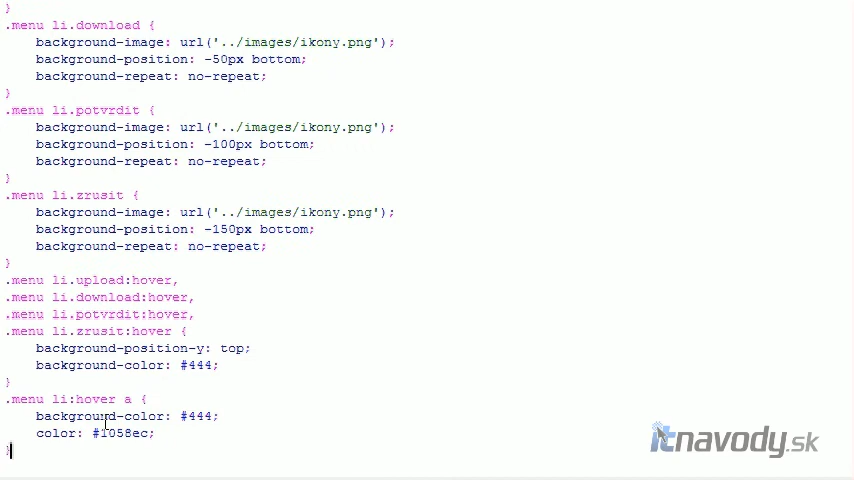 }
.menu li.download {
    background-image: url('../images/ikony.png');
    background-position: -50px bottom;
    background-repeat: no-repeat;
}
.menu li.potvrdit {
    background-image: url('../images/ikony.png');
    background-position: -100px bottom;
    background-repeat: no-repeat;
}
.menu li.zrusit {
    background-image: url('../images/ikony.png');
    background-position: -150px bottom;
    background-repeat: no-repeat;
}
.menu li.upload:hover,
.menu li.download:hover,
.menu li.potvrdit:hover,
.menu li.zrusit:hover {
    background-position-y: top;
    background-color: #444;
}
.menu li:hover a {
    background-color: #444;
    color: #1058ec;
}
itnavody.sk